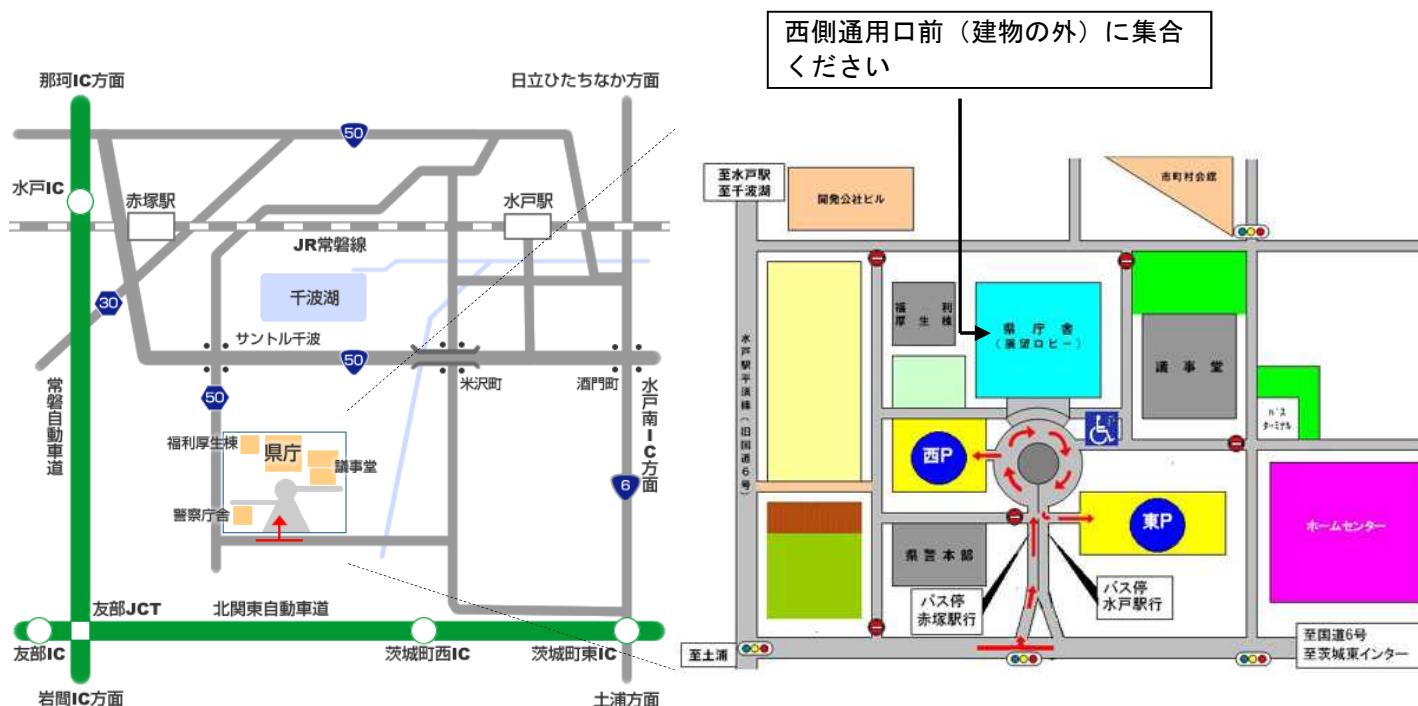 西側通用口前（建物の外）に集合
ください
那珂IC方面
日立ひたちなか方面
50
水戸IC
赤塚駅
水戸駅
JR常磐線
千波湖
30
サントル千波
50
米沢町
酒門町
50
常磐自動車道
水戸南IC方面
福利厚生棟
県庁
議事堂
警察庁舎
6
友部JCT
北関東自動車道
友部IC
茨城町西IC
茨城町東IC
岩間IC方面
土浦方面
至水戸駅
至千波湖
開発公社ビル
市町村会館
福利
厚生棟
県庁舎
（展望ロビー）
議事堂
バス
ターミナル
水戸駅平須線（旧国道6号）
西P
東P
ホームセンター
県警本部
バス停
赤塚駅行
バス停
水戸駅行
至土浦
至国道6号
至茨城東インター